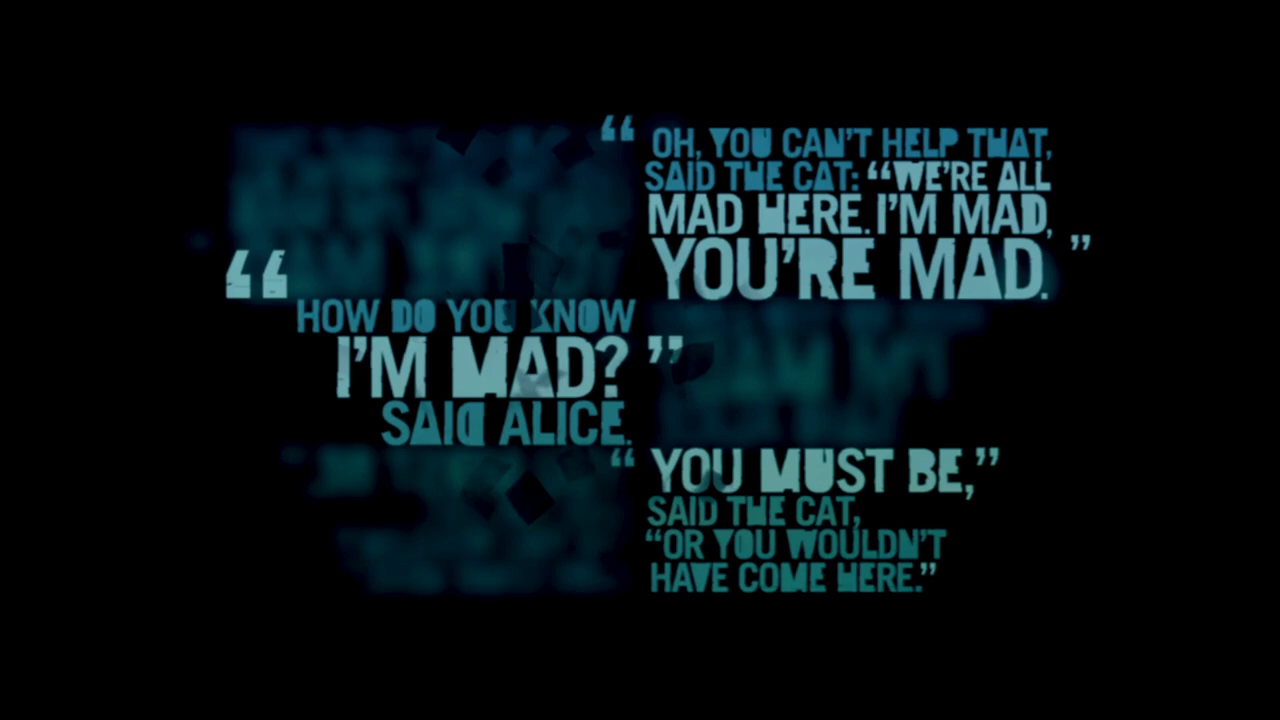 “OH, YOU CAN’T HELP THAT,
SAID THE CAT: “WE’RE ALL
MAD HERE. I’M MAD,
YOU’RE MAD.”
“HOW DO YOU KNOW
I’M MAD?”
SAID ALICE.
“YOU MUST BE,”
SAID THE CAT,
“OR YOU WOULDN’T
HAVE COME HERE.”